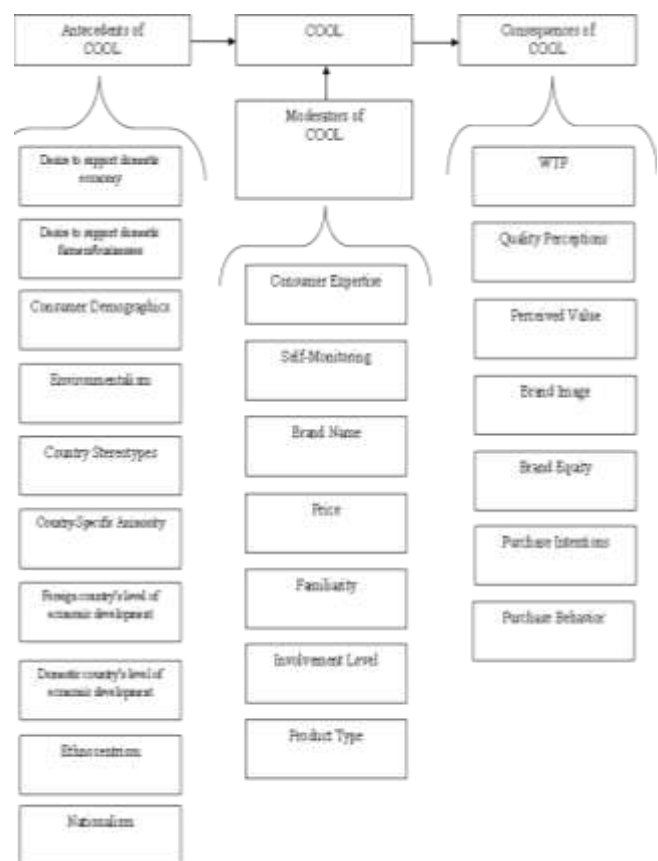 Antecedents of
COOL
COOL
Consequences of
COOL
Moderators of
COOL
Desire to support domestic
economy
Desire to support domestic
farmers/businesses
Consumer Demographics
Environmentalism
Country Stereotypes
Country-Specific Animosity
Foreign country's level of
economic development
Domestic country's level of
economic development
Ethnocentrism
Nationalism
Consumer Expertise
Self-Monitoring
Brand Name
Price
Familiarity
Involvement Level
Product Type
WTP
Quality Perceptions
Perceived Value
Brand Image
Brand Equity
Purchase Intentions
Purchase Behavior